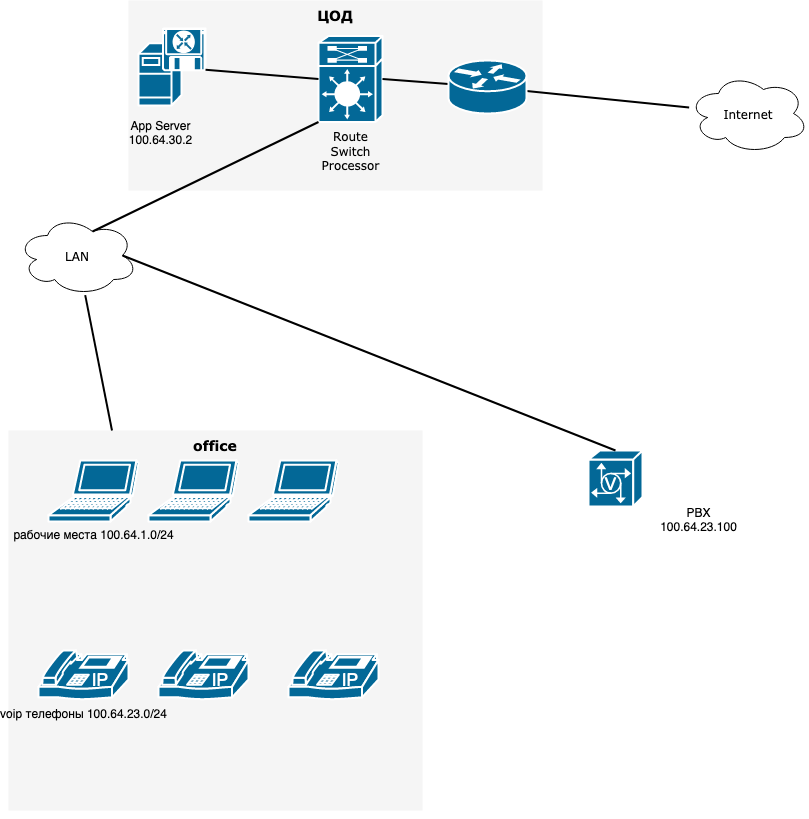 ЦОД
App Server
100.64.30.2
Route
Switch
Processor
Internet
LAN
office
рабочие места 100.64.1.0/24
V
PBX
100.64.23.100
IP
IP
IP
voip телефоны 100.64.23.0/24